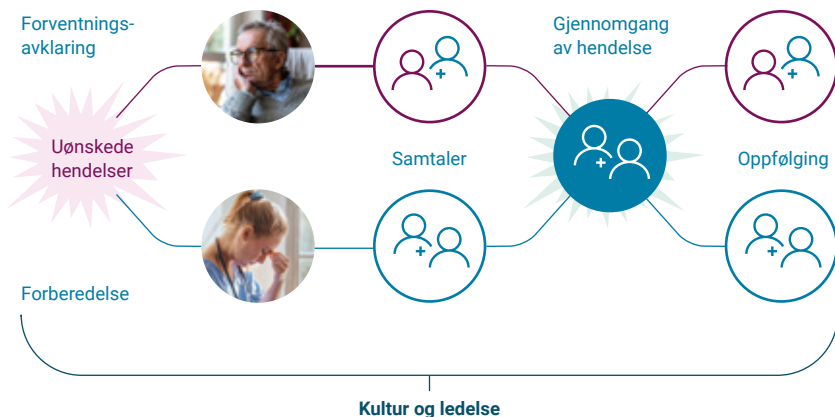 Forventnings-
avklaring
Gjennomgang
av hendelse
Uønskede
hendelser
Samtaler
Oppfølging
Forberedelse
Kultur og ledelse